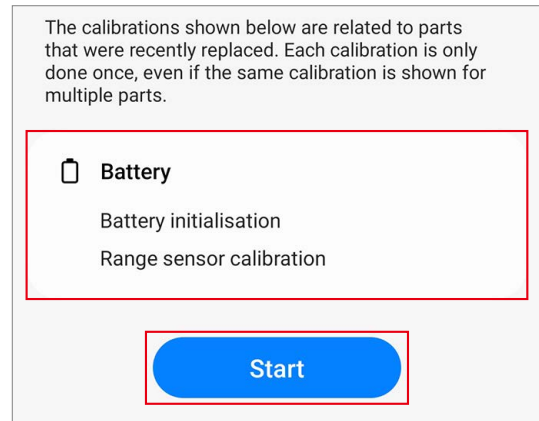 The calibrations shown below are related to parts
that were recently replaced. Each calibration is only
done once, even if the same calibration is shown for
multiple parts.
Battery
Battery initialisation
Range sensor calibration
Start